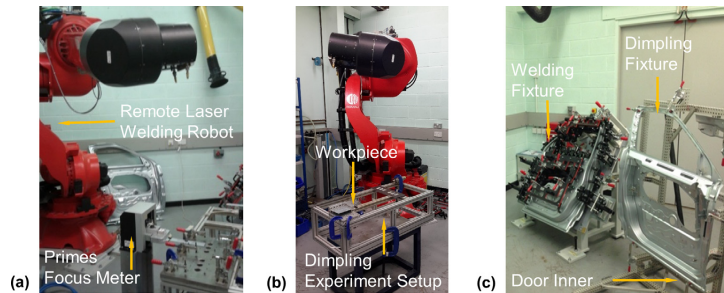 Remote Laser
Welding Robot
Primes
Focus Meter
(a)
Workpiece
Dimpling
Experiment Setup
(b)
Dimpling
Fixture
Welding
Fixture
Door Inner
(c)